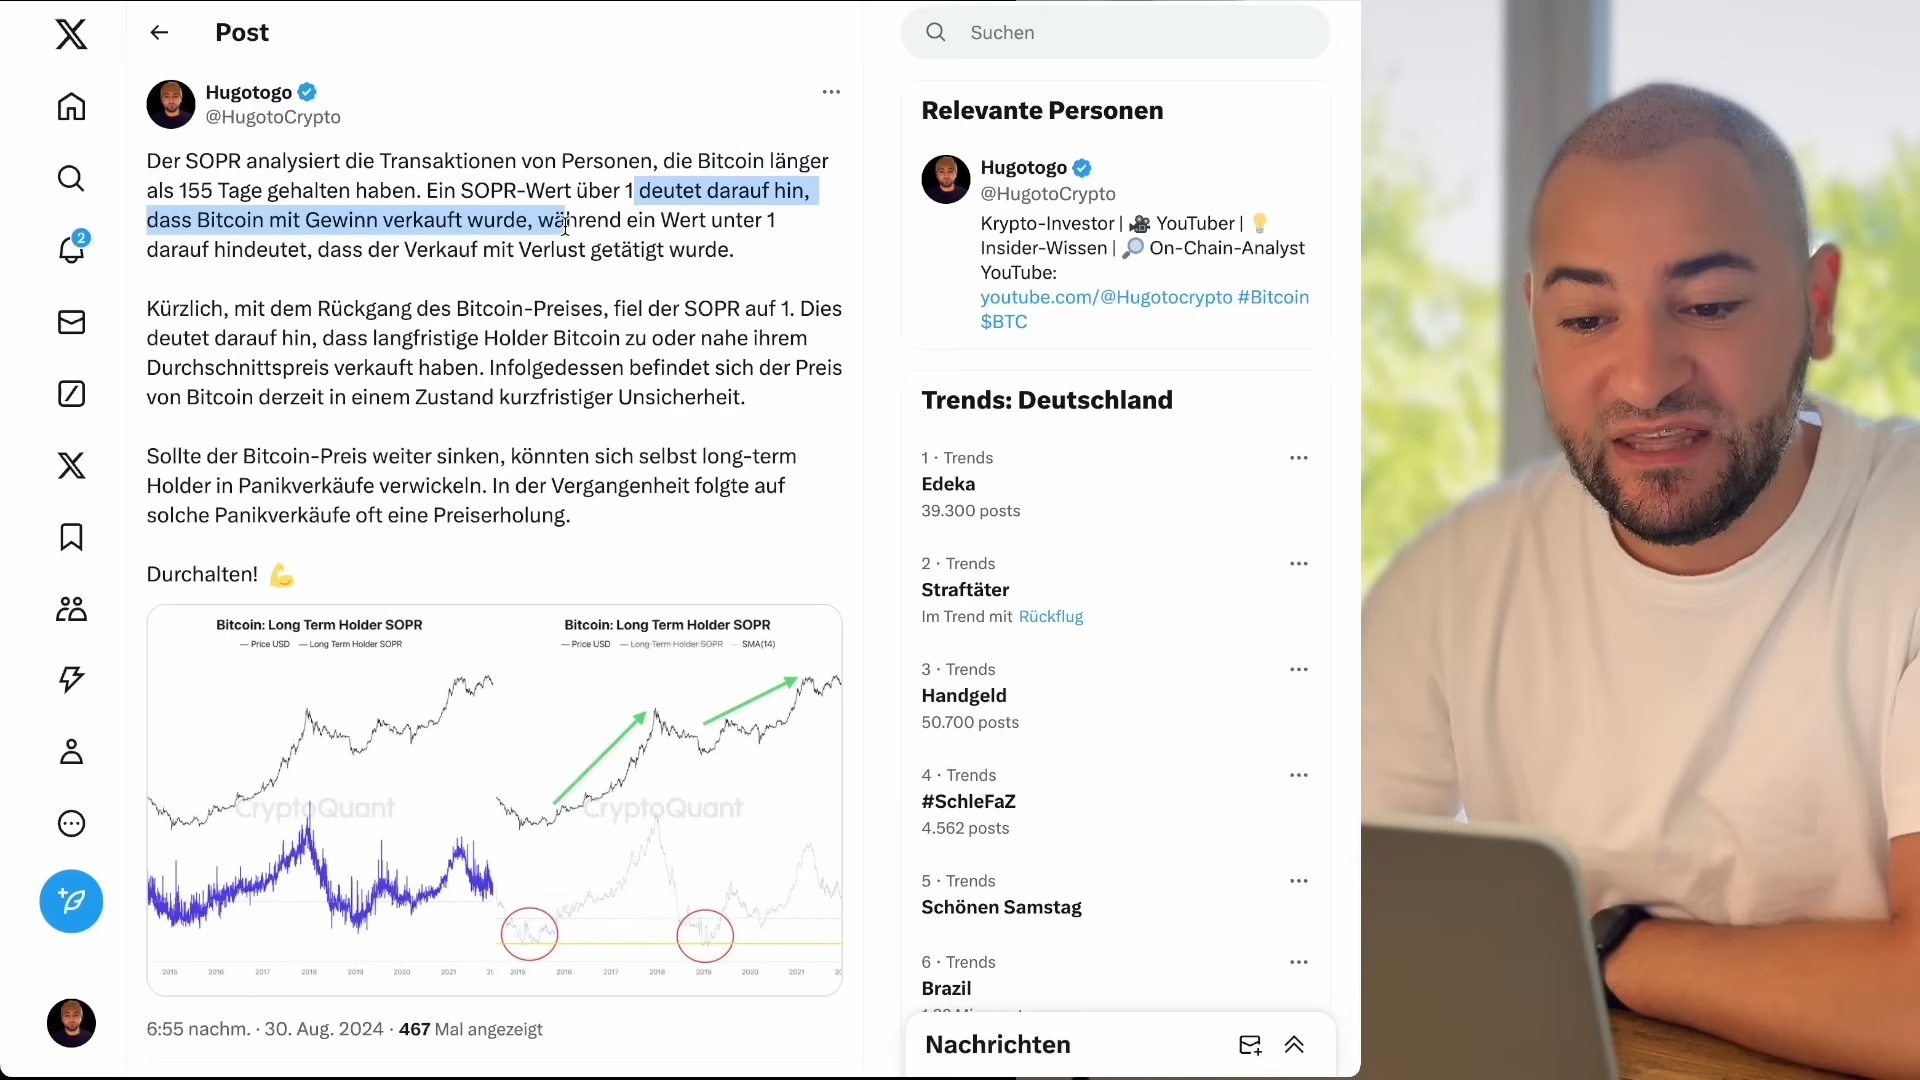 Post
Hugotogo
@HugotoCrypto
Der SOPR analysiert die Transaktionen von Personen, die Bitcoin länger
als 155 Tage gehalten haben. Ein SOPR-Wert über 1 deutet darauf hin,
dass Bitcoin mit Gewinn verkauft wurde, während ein Wert unter 1
darauf hindeutet, dass der Verkauf mit Verlust getätigt wurde.
Kürzlich, mit dem Rückgang des Bitcoin-Preises, fiel der SOPR auf 1. Dies
deutet darauf hin, dass langfristige Holder Bitcoin zu oder nahe ihrem
Durchschnittspreis verkauft haben. Infolgedessen befindet sich der Preis
von Bitcoin derzeit in einem Zustand kurzfristiger Unsicherheit.
Sollte der Bitcoin-Preis weiter sinken, könnten sich selbst long-term
Holder in Panikverkäufe verwickeln. In der Vergangenheit folgte auf
solche Panikverkäufe oft eine Preiserholung.
Durchalten! 💪
Bitcoin: Long Term Holder SOPR
— Price USD — Long Term Holder SOPR
CryptoQuant
2015 2016 2017 2018 2019 2020 2021
Bitcoin: Long Term Holder SOPR
— Price USD — Long Term Holder SOPR — SMA(14)
CryptoQuant
2015 2016 2017 2018 2019 2020 2021
6:55 nachm. · 30. Aug. 2024 · 467 Mal angezeigt
2
Suchen
Relevante Personen
Hugotogo
@HugotoCrypto
Krypto-Investor | 🎥 YouTuber | 💡
Insider-Wissen | 🔎 On-Chain-Analyst
YouTube:
youtube.com/@Hugotocrypto #Bitcoin
$BTC
Trends: Deutschland
1 · Trends
Edeka
39.300 posts
2 · Trends
Straftäter
Im Trend mit Rückflug
3 · Trends
Handgeld
50.700 posts
4 · Trends
#SchleFaZ
4.562 posts
5 · Trends
Schönen Samstag
6 · Trends
Brazil
Nachrichten